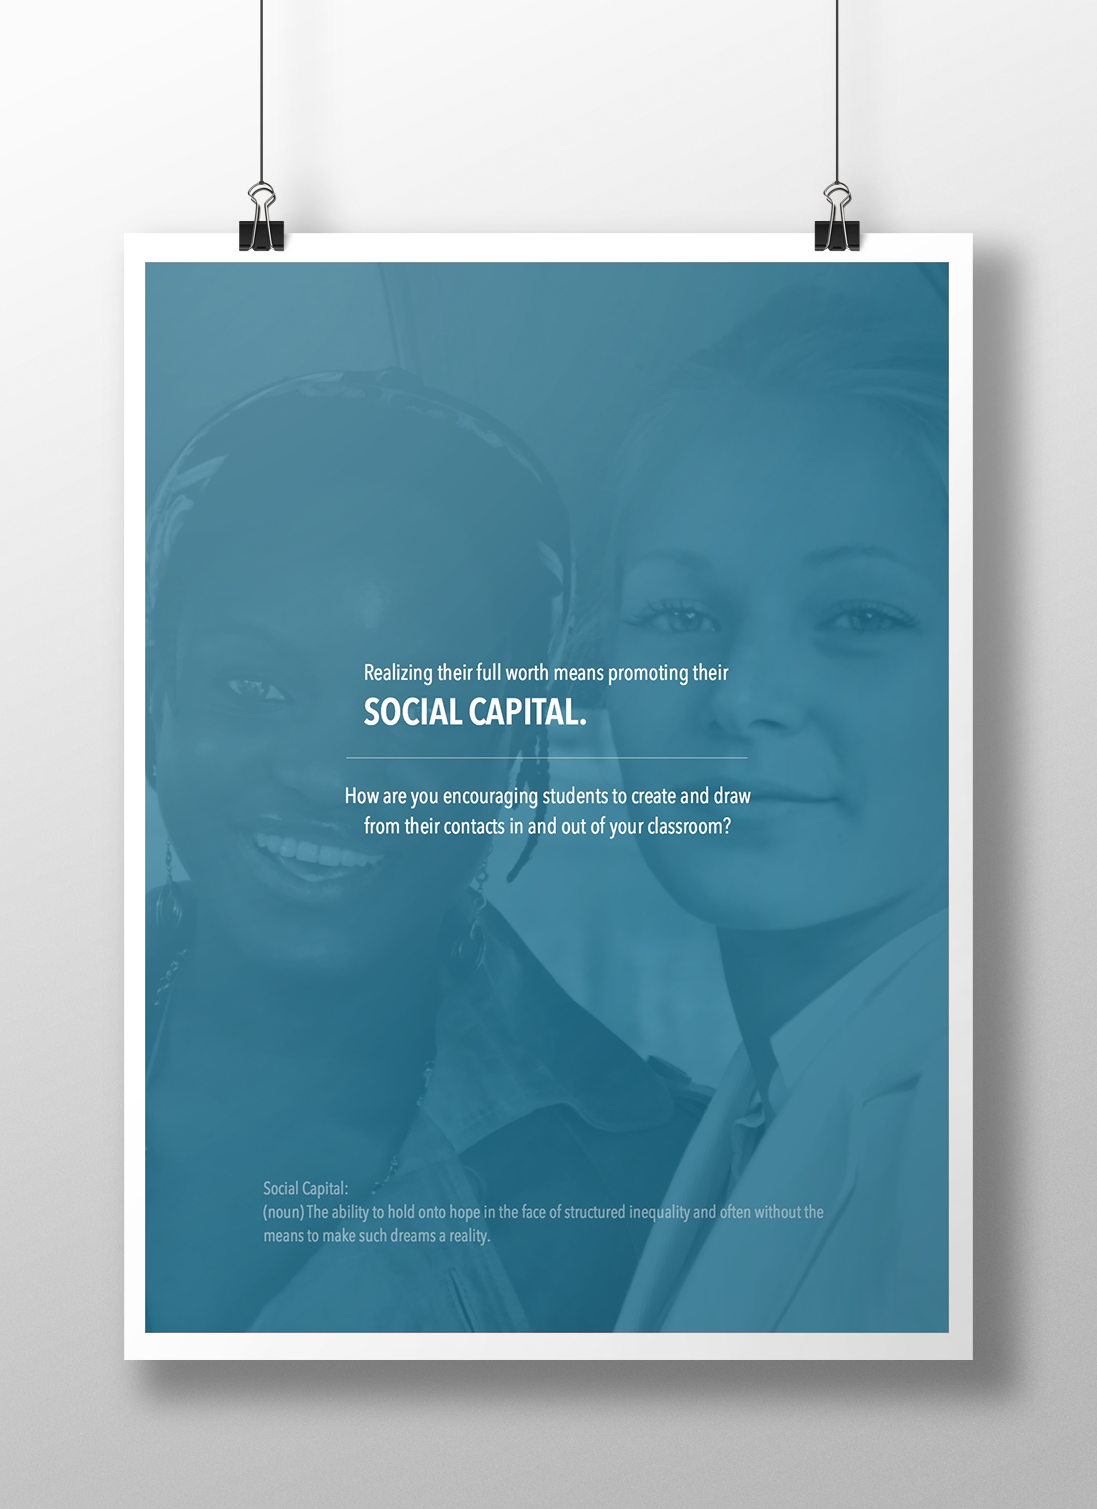 Realizing their full worth means promoting their
SOCIAL CAPITAL.
How are you encouraging students to create and draw
from their contacts in and out of your classroom?
Social Capital:
(noun) The ability to hold onto hope in the face of structured inequality and often without the
means to make such dreams a reality.